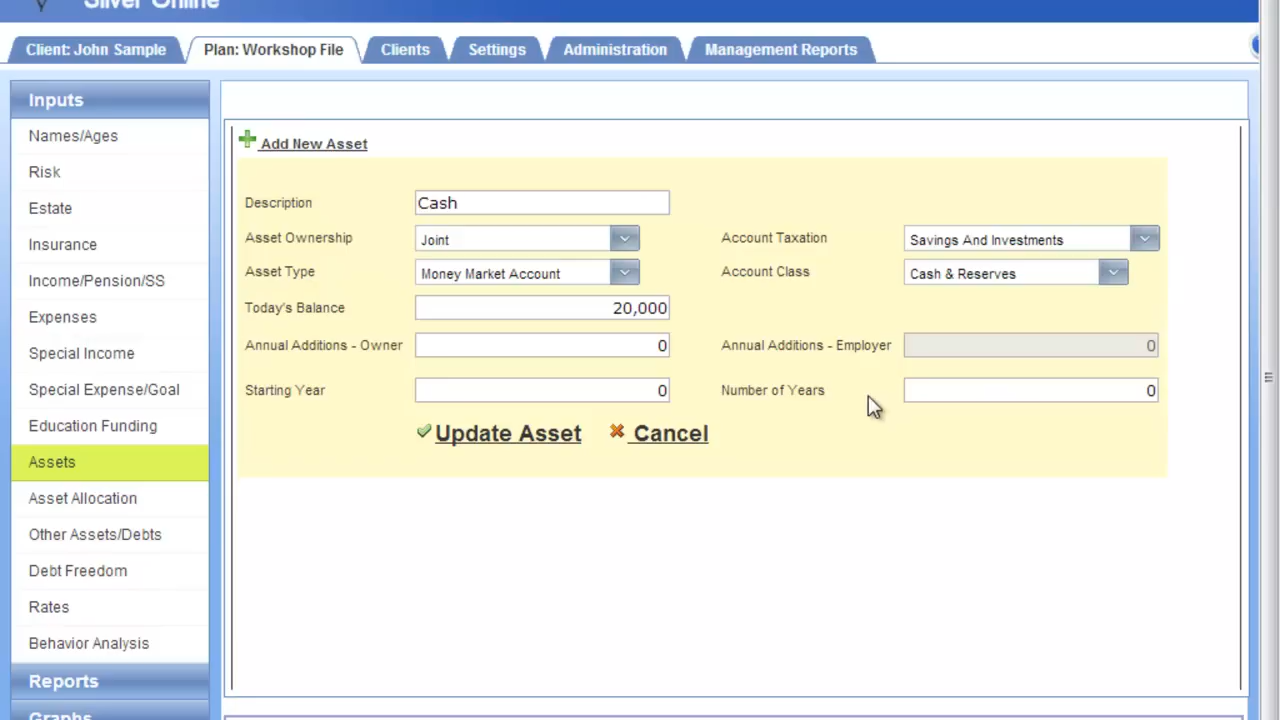 Silver Online
Client: John Sample
Plan: Workshop File
Clients
Settings
Administration
Management Reports
Inputs
Names/Ages
Risk
Estate
Insurance
Income/Pension/SS
Expenses
Special Income
Special Expense/Goal
Education Funding
Assets
Asset Allocation
Other Assets/Debts
Debt Freedom
Rates
Behavior Analysis
Reports
Graphs
Add New Asset
Description Cash
Asset Ownership Joint Account Taxation Savings And Investments
Asset Type Money Market Account Account Class Cash & Reserves
Today's Balance 20,000
Annual Additions - Owner 0 Annual Additions - Employer 0
Starting Year 0 Number of Years 0
Update Asset Cancel